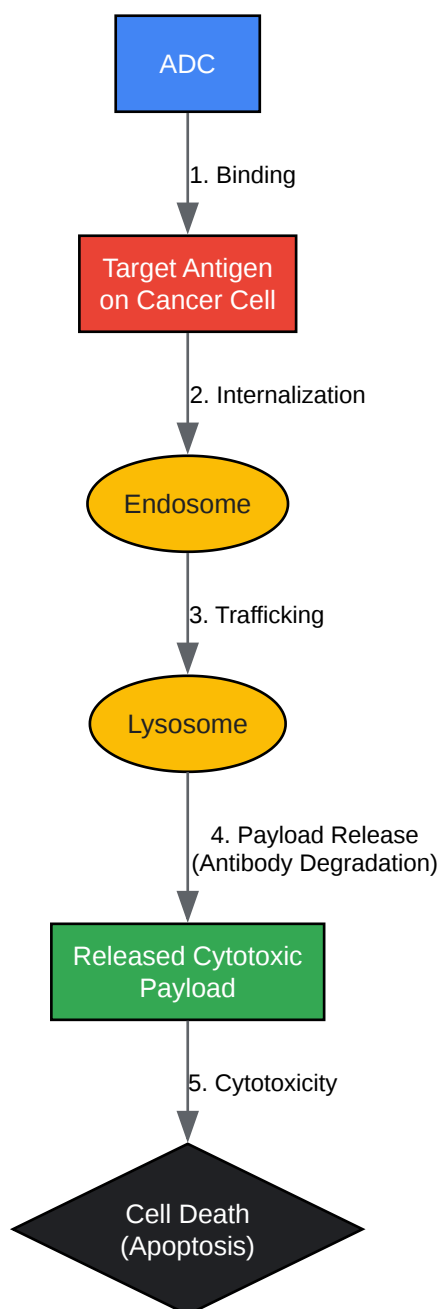 ADC
1. Binding
Target Antigen
on Cancer Cell
2. Internalization
Endosome
3. Trafficking
Lysosome
4. Payload Release
(Antibody Degradation)
Released Cytotoxic
Payload
5. Cytotoxicity
Cell Death
(Apoptosis)